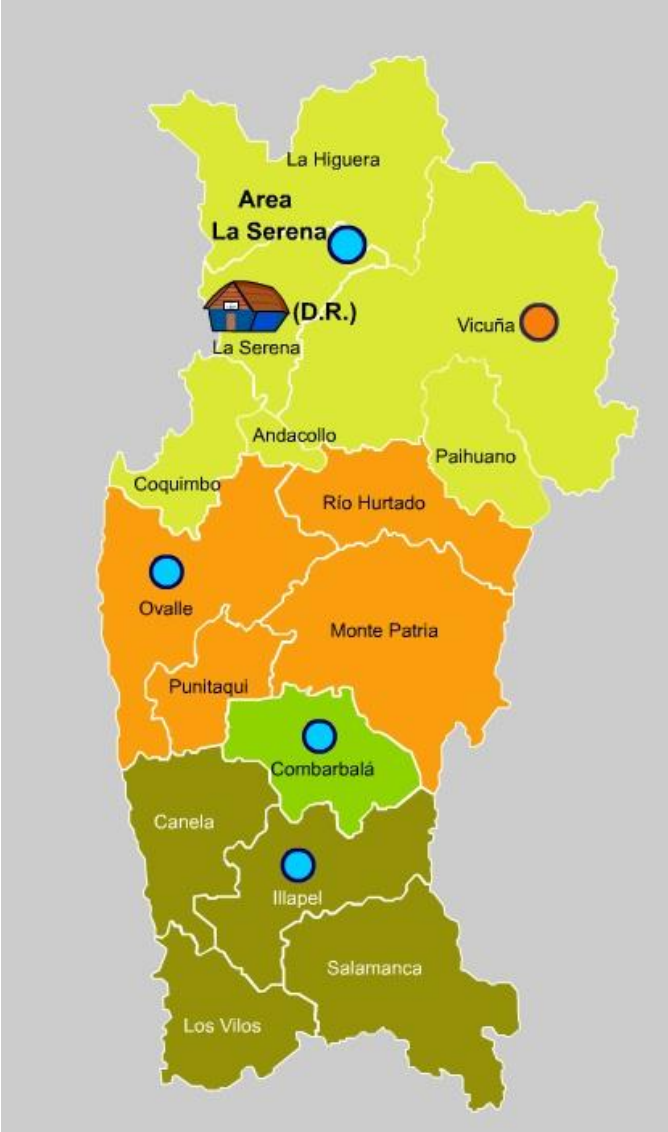 La Higuera
Area
La Serena
(D.R.)
Vicuña
La Serena
Andacollo
Paihuano
Coquimbo
Río Hurtado
Ovalle
Monte Patria
Punitaqui
Combarbalá
Canela
Illapel
Salamanca
Los Vilos